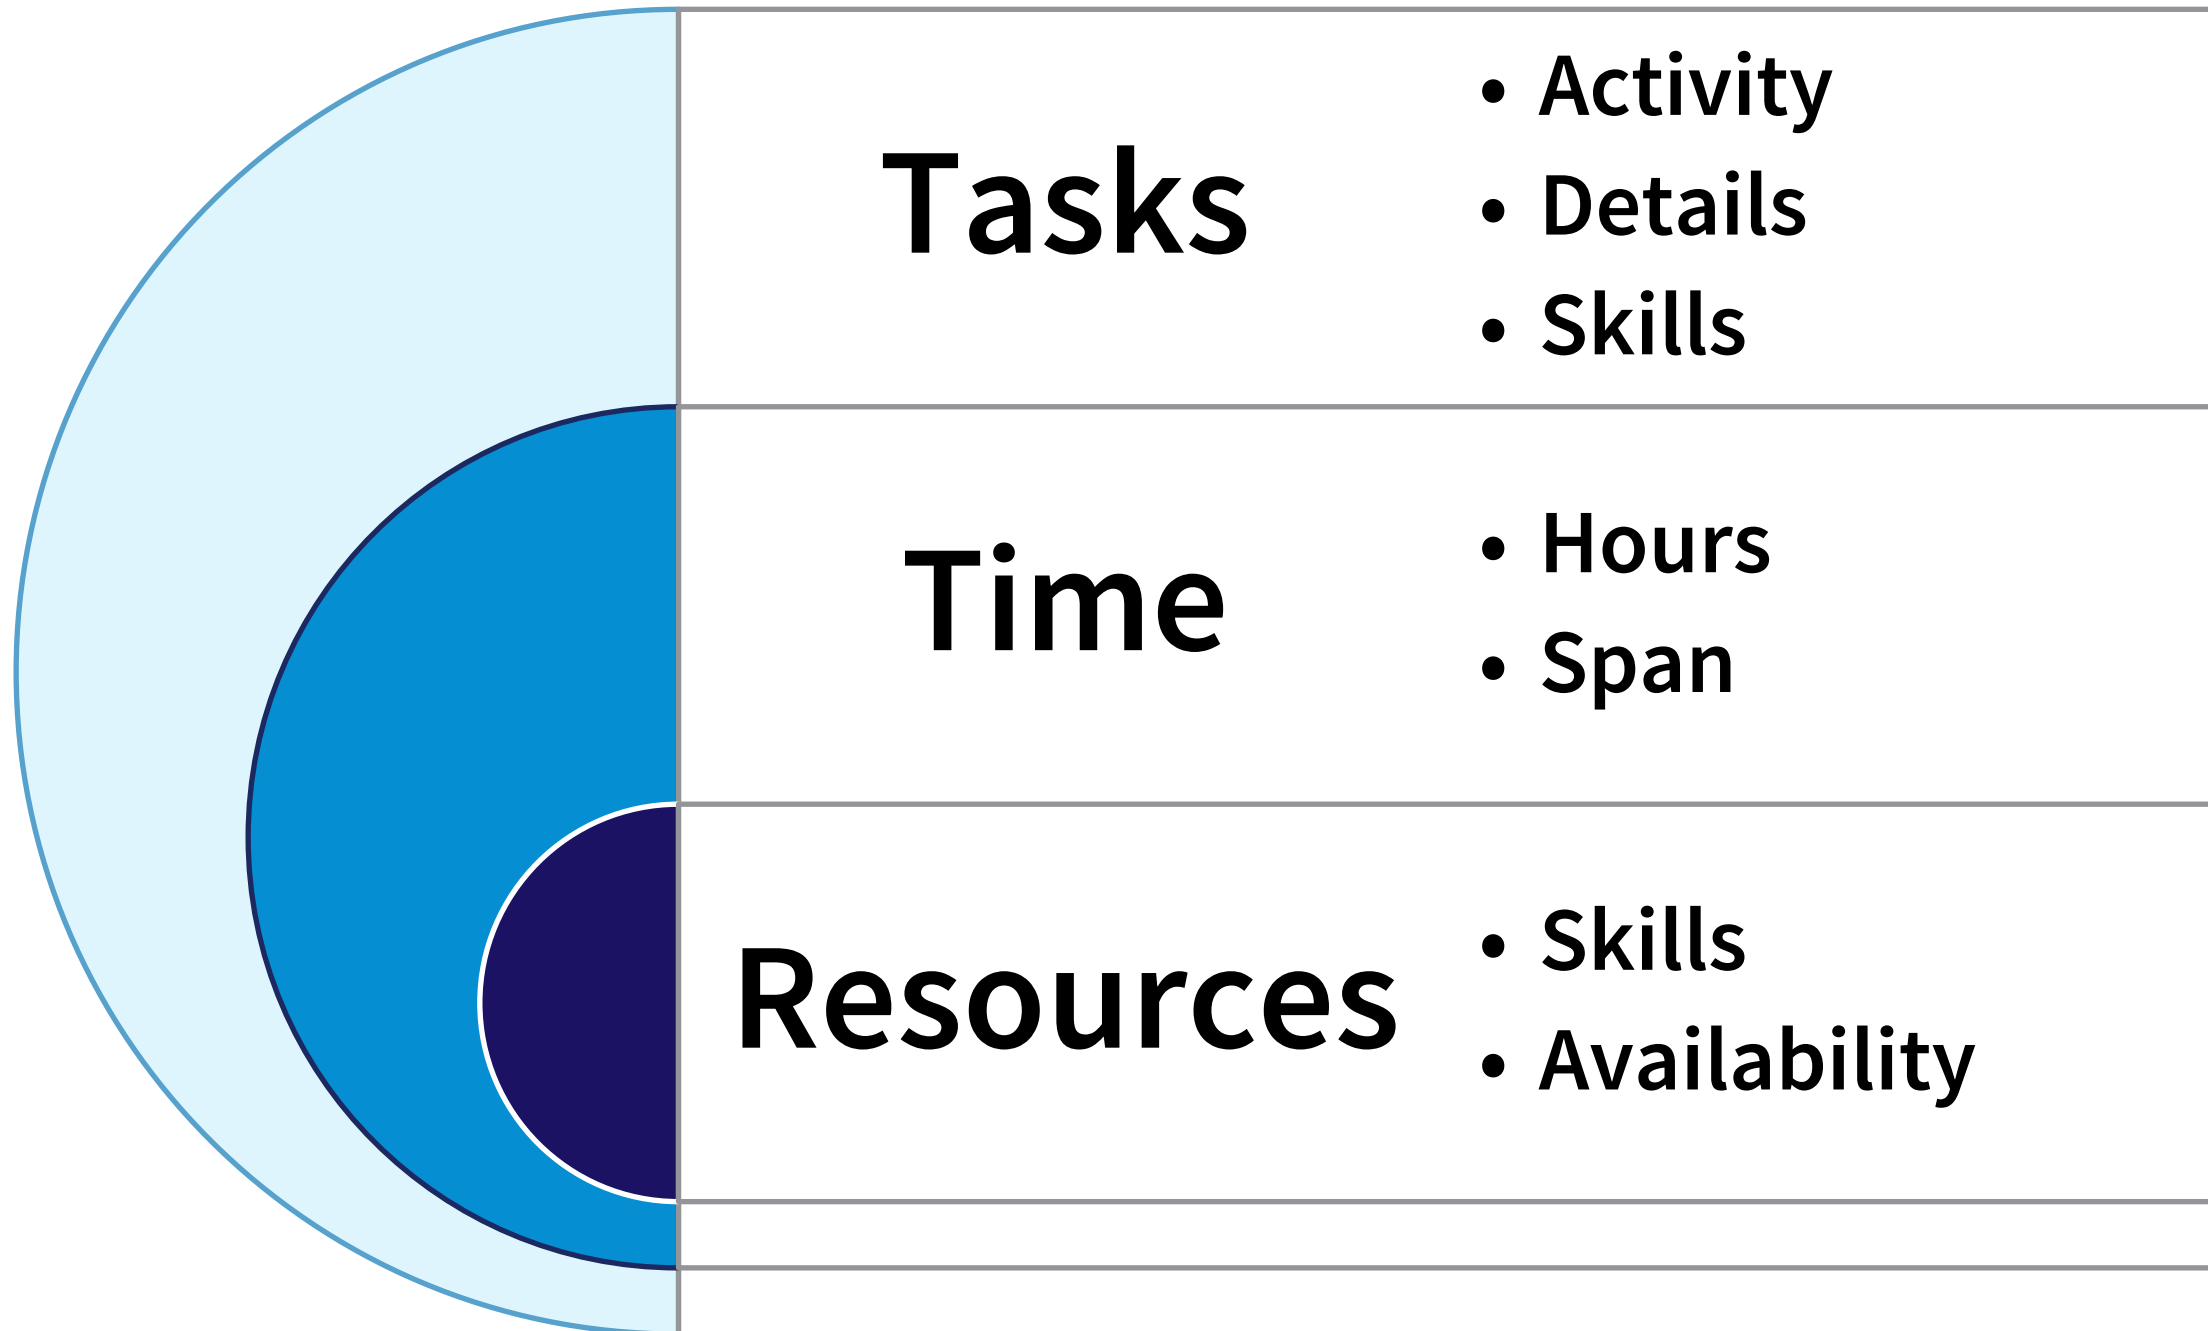 Tasks
• Activity
• Details
• Skills
Time
• Hours
• Span
Resources
• Skills
• Availability